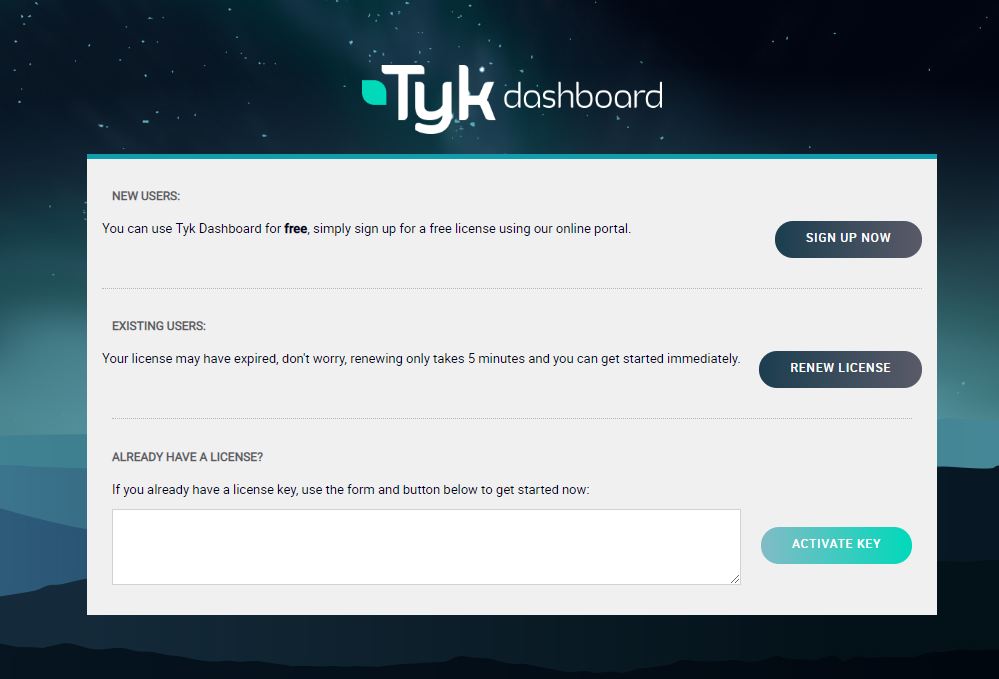 Tyk dashboard
NEW USERS:
You can use Tyk Dashboard for free, simply sign up for a free license using our online portal.
SIGN UP NOW
EXISTING USERS:
Your license may have expired, don't worry, renewing only takes 5 minutes and you can get started immediately.
RENEW LICENSE
ALREADY HAVE A LICENSE?
If you already have a license key, use the form and button below to get started now:
ACTIVATE KEY